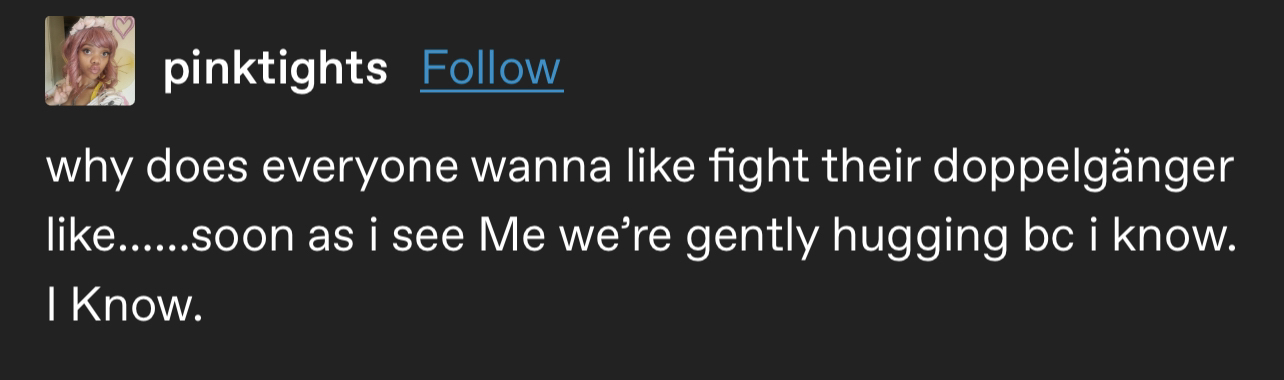 pinktights Follow
why does everyone wanna like fight their doppelgänger
like......soon as i see Me we’re gently hugging bc i know.
I Know.